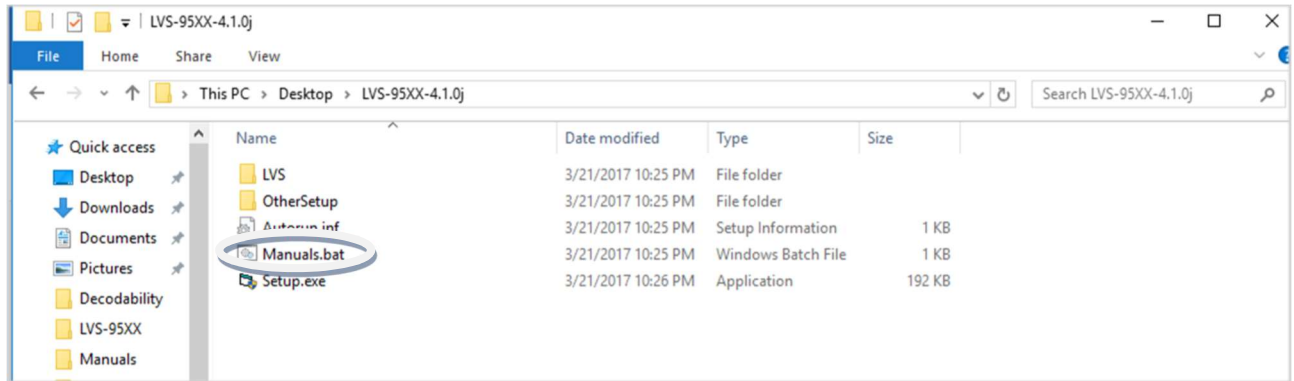 LVS-95XX-4.1.0j
File Home Share View
This PC > Desktop > LVS-95XX-4.1.0j Search LVS-95XX-4.1.0j
Name Date modified Type Size
Quick access
Desktop
Downloads
Documents
Pictures
Decodability
LVS-95XX
Manuals
LVS 3/21/2017 10:25 PM File folder
OtherSetup 3/21/2017 10:25 PM File folder
Autorun.inf 3/21/2017 10:25 PM Setup Information 1 KB
Manuals.bat 3/21/2017 10:25 PM Windows Batch File 1 KB
Setup.exe 3/21/2017 10:26 PM Application 192 KB